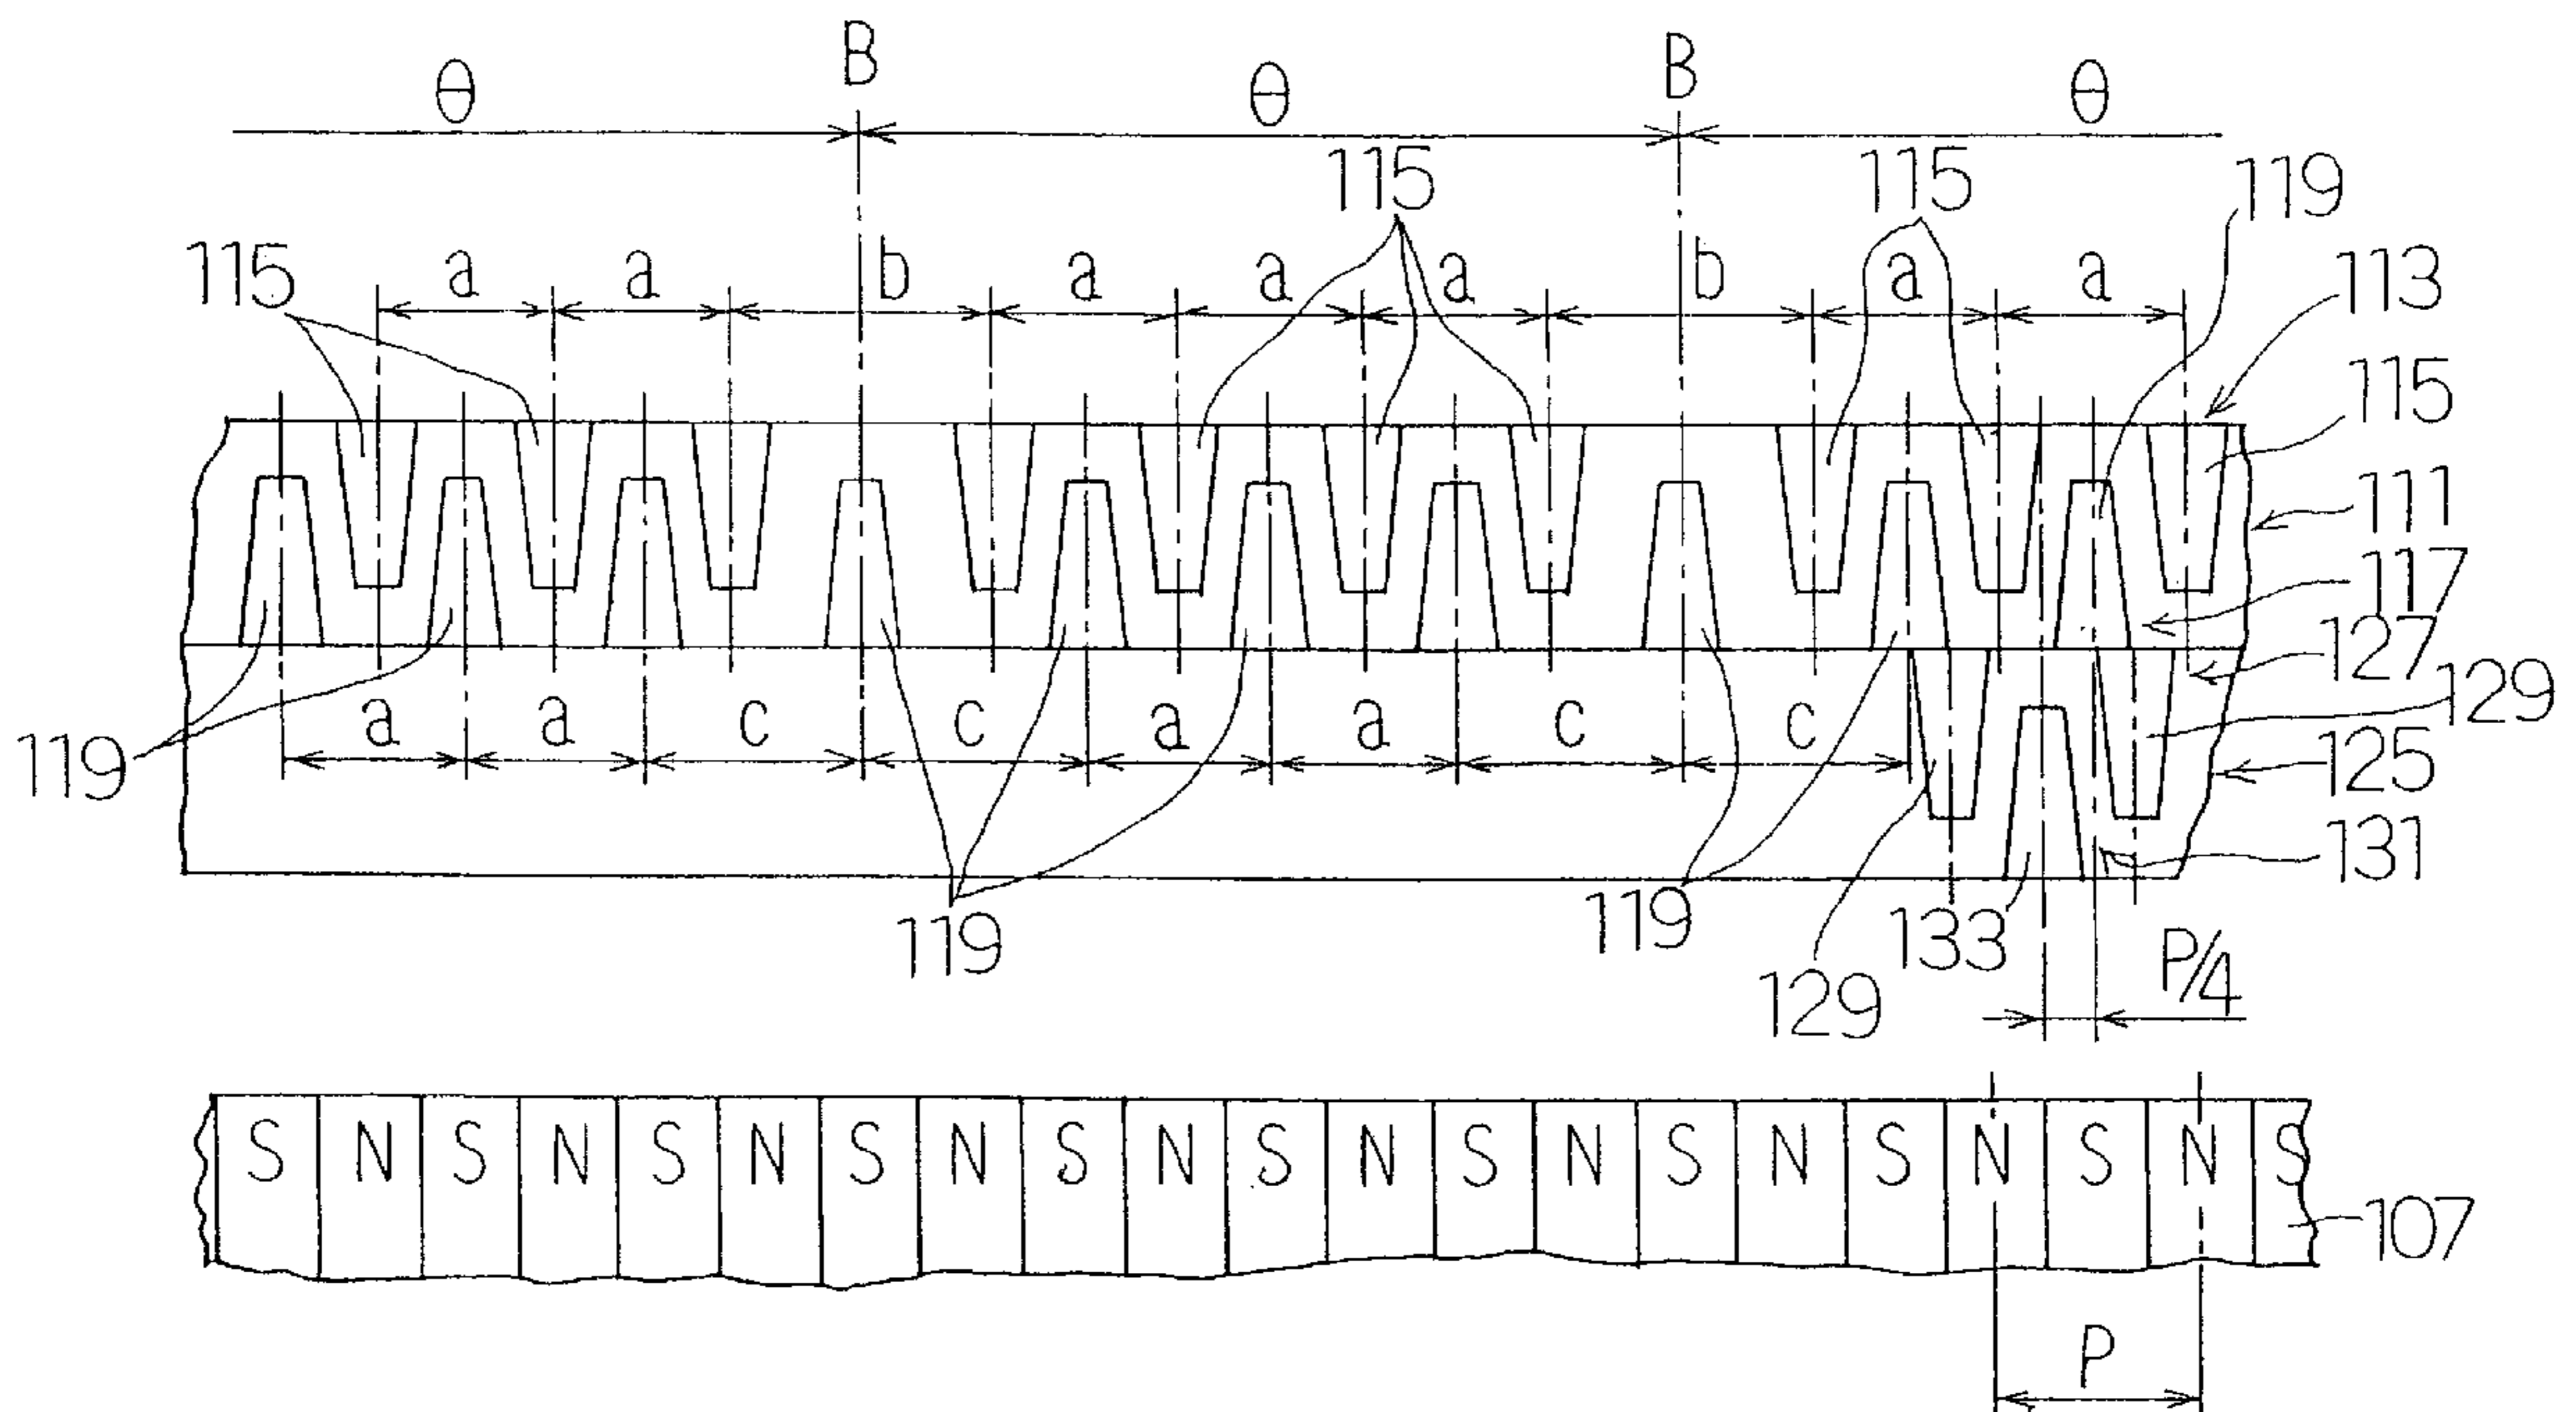 θ B θ B θ
115 115 119
115 a a b a a a b a a 113
115
111
117
127
129
119 a a c c a a c c 125
131
119 119 133
129 P/4
S N S N S N S N S N S N S N S N S N S N S
107
P